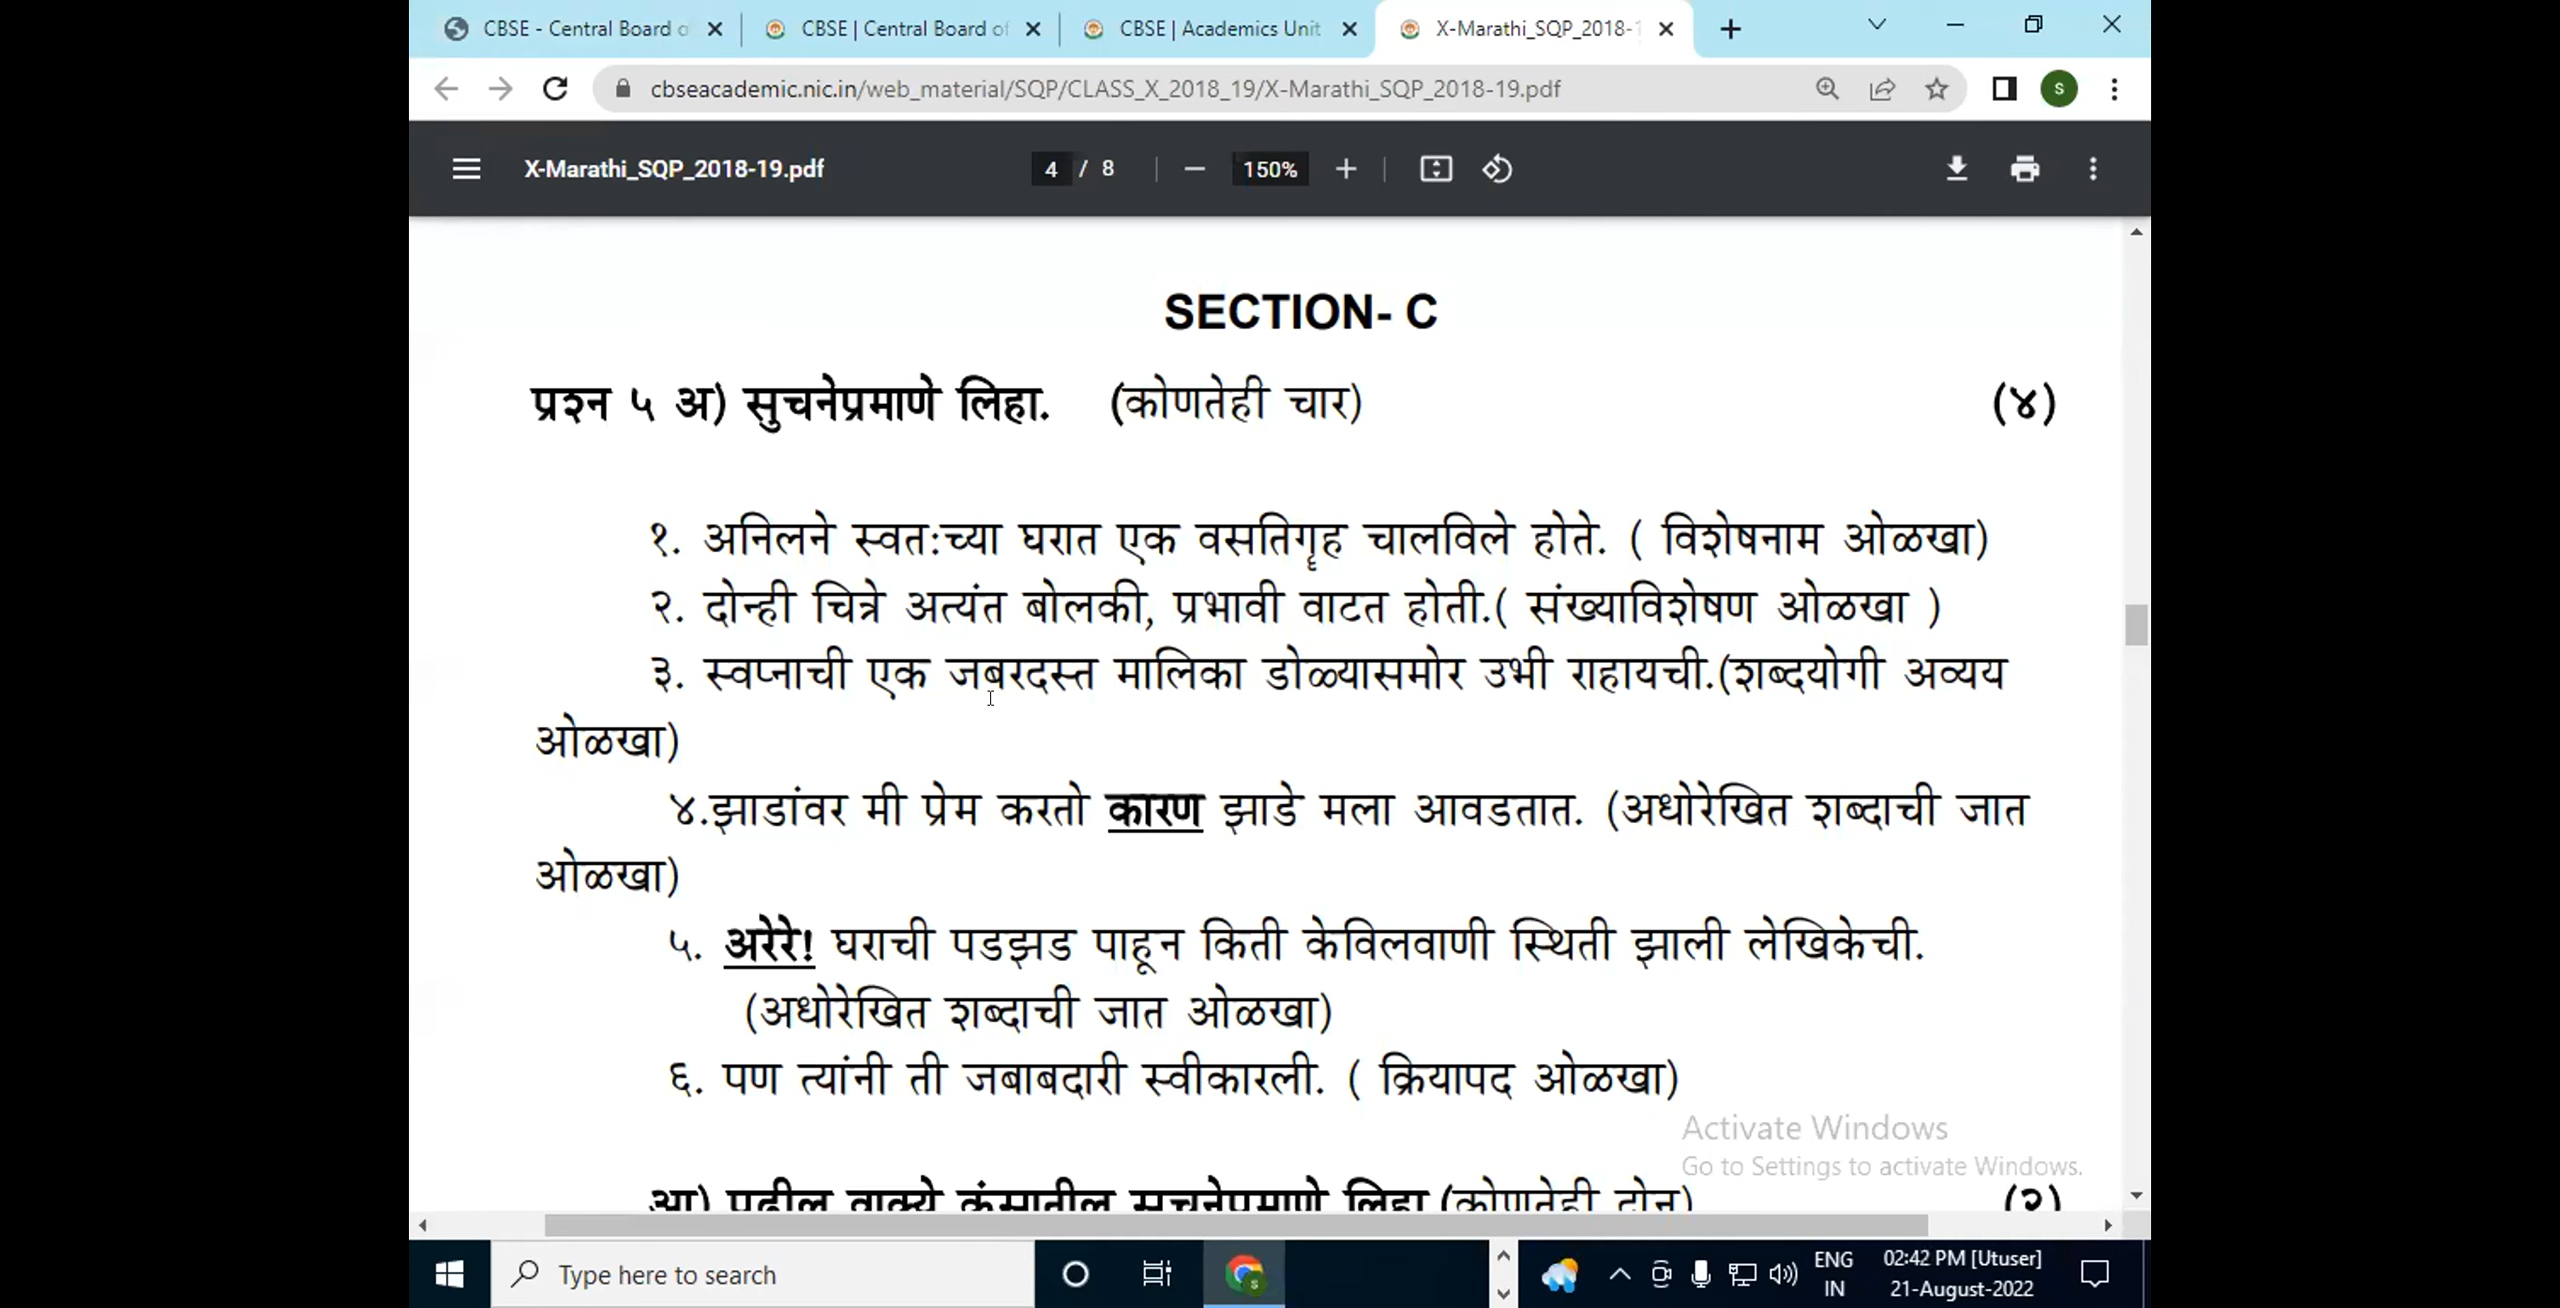 CBSE - Central Board o
CBSE | Central Board of
CBSE | Academics Unit
X-Marathi_SQP_2018-1
cbseacademic.nic.in/web_material/SQP/CLASS_X_2018_19/X-Marathi_SQP_2018-19.pdf
S
X-Marathi_SQP_2018-19.pdf
4 / 8
150%
SECTION- C
प्रश्न ५ अ) सुचनेप्रमाणे लिहा. (कोणतेही चार) (४)
१. अनिलने स्वतःच्या घरात एक वसतिगृह चालविले होते. ( विशेषनाम ओळखा)
२. दोन्ही चित्रे अत्यंत बोलकी, प्रभावी वाटत होती.( संख्याविशेषण ओळखा )
३. स्वप्नाची एक जबरदस्त मालिका डोळ्यासमोर उभी राहायची.(शब्दयोगी अव्यय
ओळखा)
४.झाडांवर मी प्रेम करतो कारण झाडे मला आवडतात. (अधोरेखित शब्दाची जात
ओळखा)
५. अरेरे! घराची पडझड पाहून किती केविलवाणी स्थिती झाली लेखिकेची.
(अधोरेखित शब्दाची जात ओळखा)
६. पण त्यांनी ती जबाबदारी स्वीकारली. ( क्रियापद ओळखा)
Activate Windows
Go to Settings to activate Windows.
आ) पुढील वाक्ये कंसातील सूचनेप्रमाणे लिहा (कोणतेही दोन) (२)
Type here to search
S
ENG
IN
02:42 PM [Utuser]
21-August-2022